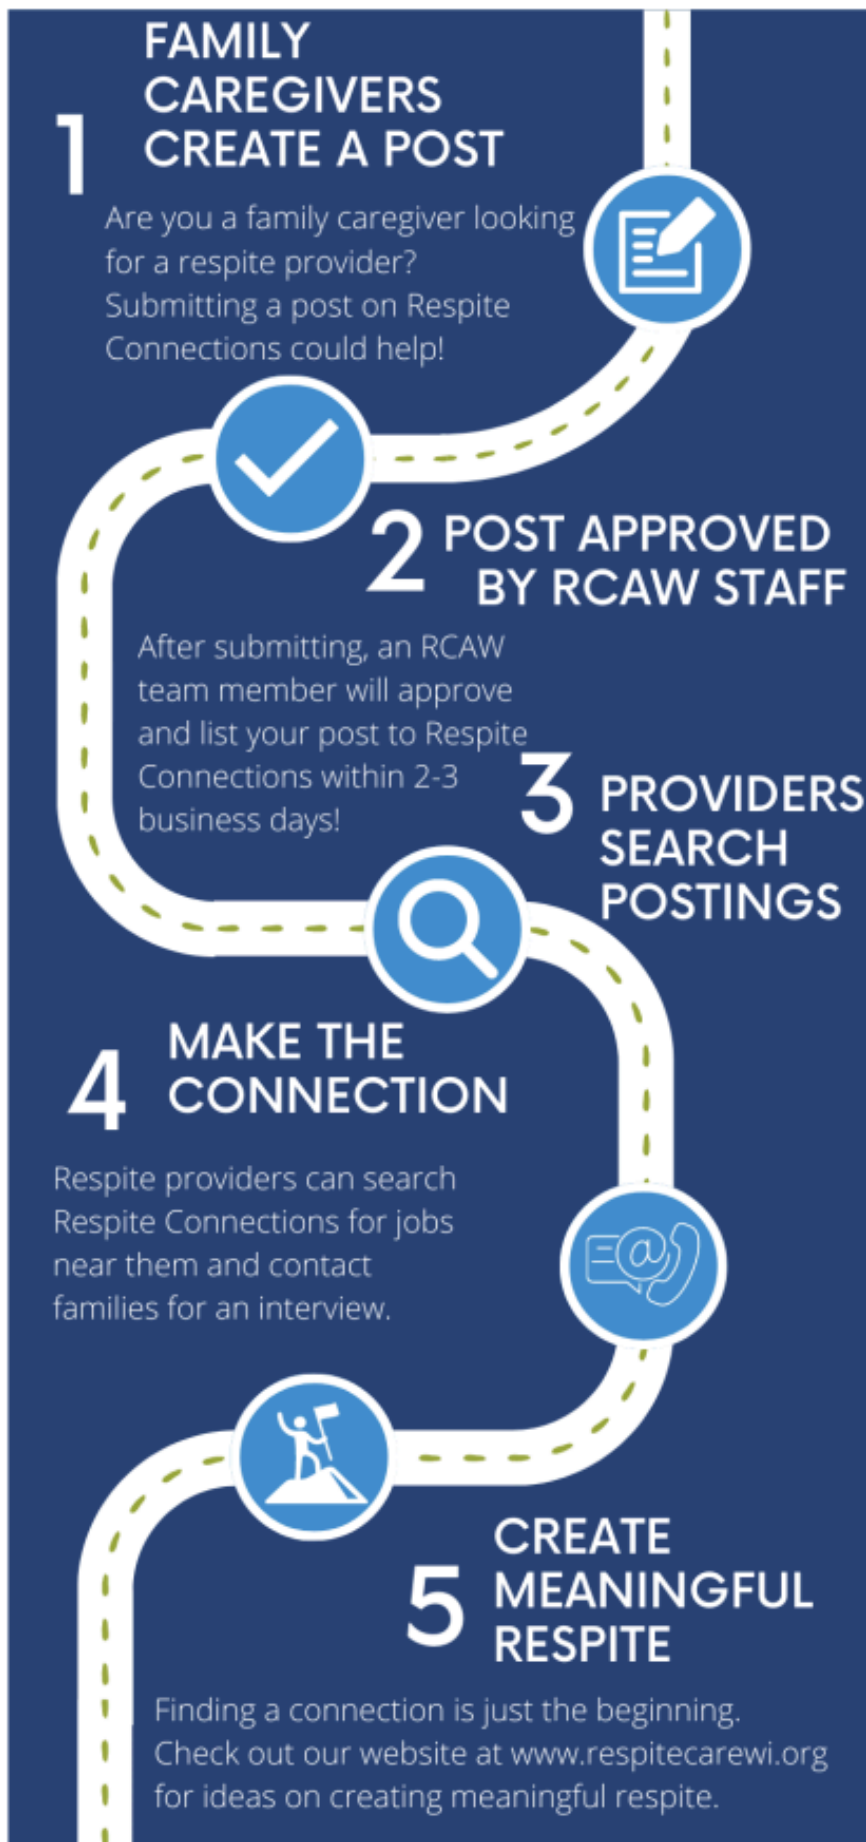 1
FAMILY
CAREGIVERS
CREATE A POST
Are you a family caregiver looking
for a respite provider?
Submitting a post on Respite
Connections could help!
2
POST APPROVED
BY RCAW STAFF
After submitting, an RCAW
team member will approve
and list your post to Respite
Connections within 2-3
business days!
3
PROVIDERS
SEARCH
POSTINGS
4
MAKE THE
CONNECTION
Respite providers can search
Respite Connections for jobs
near them and contact
families for an interview.
@
5
CREATE
MEANINGFUL
RESPITE
Finding a connection is just the beginning.
Check out our website at www.respitecarewi.org
for ideas on creating meaningful respite.